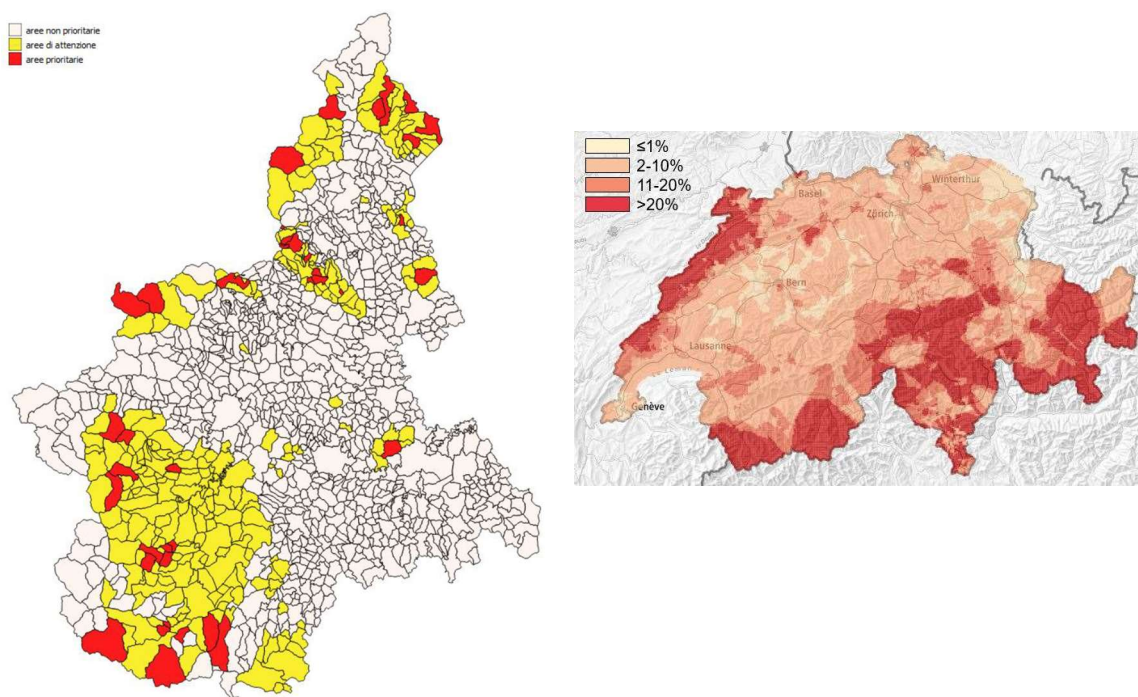 aree non prioritarie
aree di attenzione
aree prioritarie
≤1%
2-10%
11-20%
>20%
Basel
Winterthur
Zürich
Bern
Lausanne
Genève